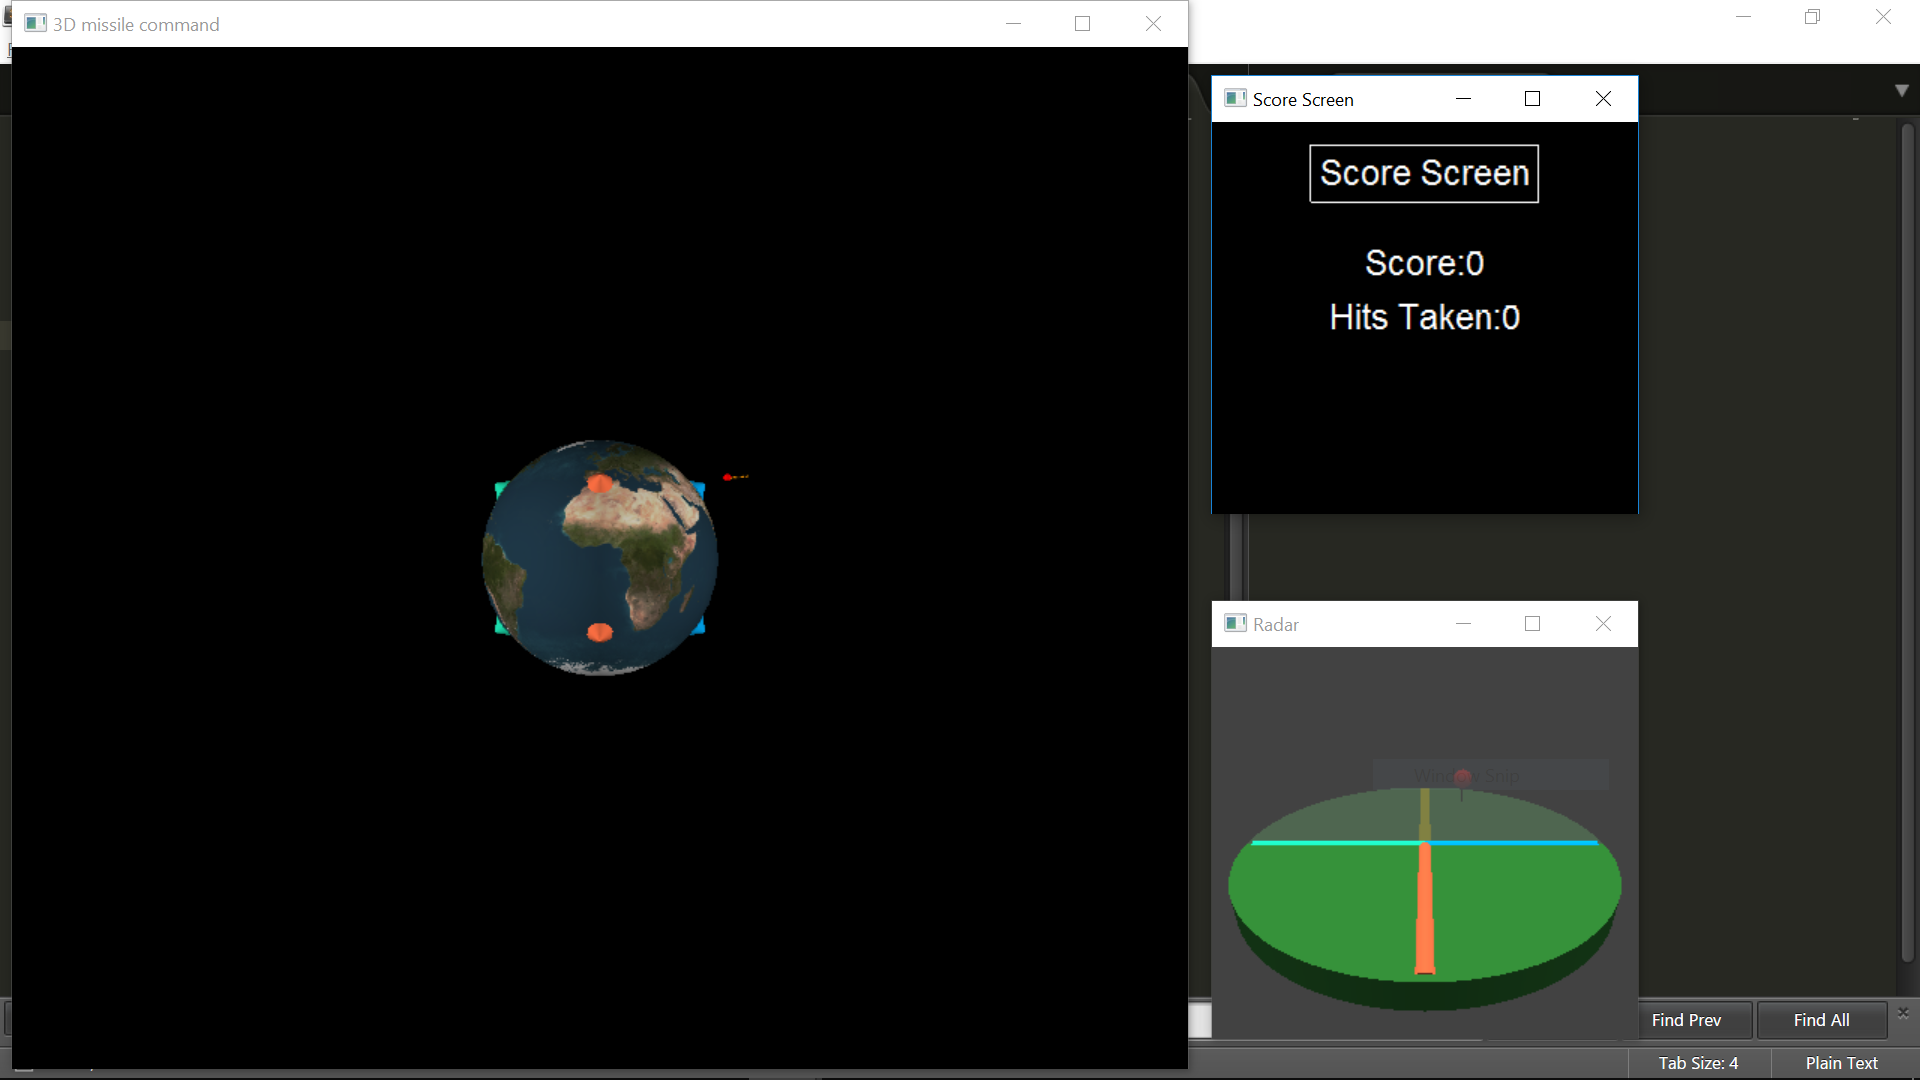 3D missile command
Score Screen
Score Screen
Score:0
Hits Taken:0
Radar
Window Snip
Find Prev
Find All
Tab Size: 4
Plain Text